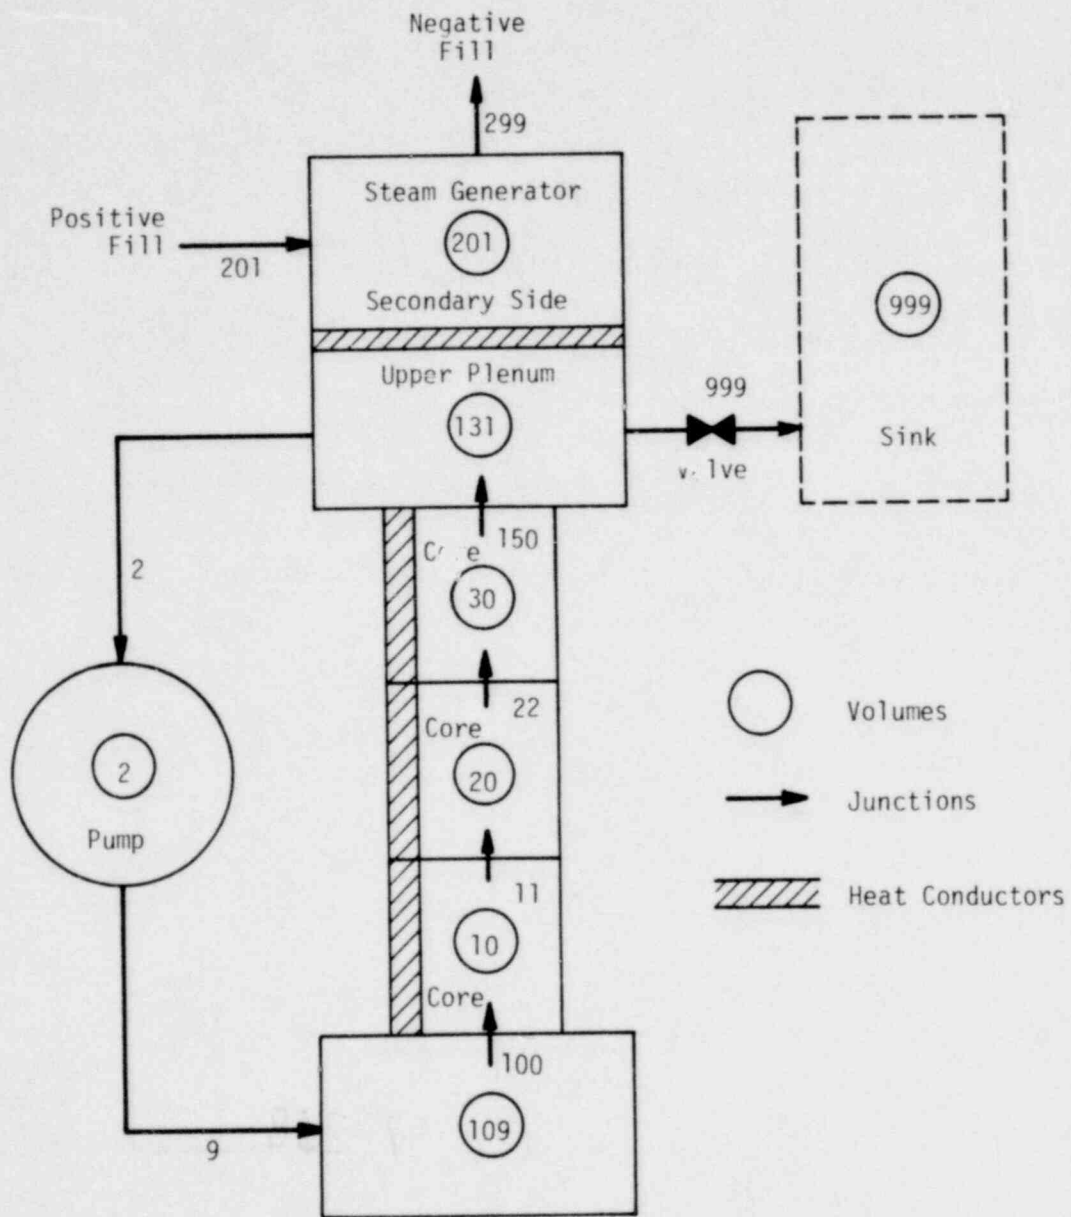 Negative
Fill
299
Steam Generator
201
Secondary Side
Positive
Fill
201
Upper Plenum
131
999
999
Sink
2
150
30
22
Core
20
11
10
Core
100
109
2
Pump
9
Volumes
Junctions
Heat Conductors